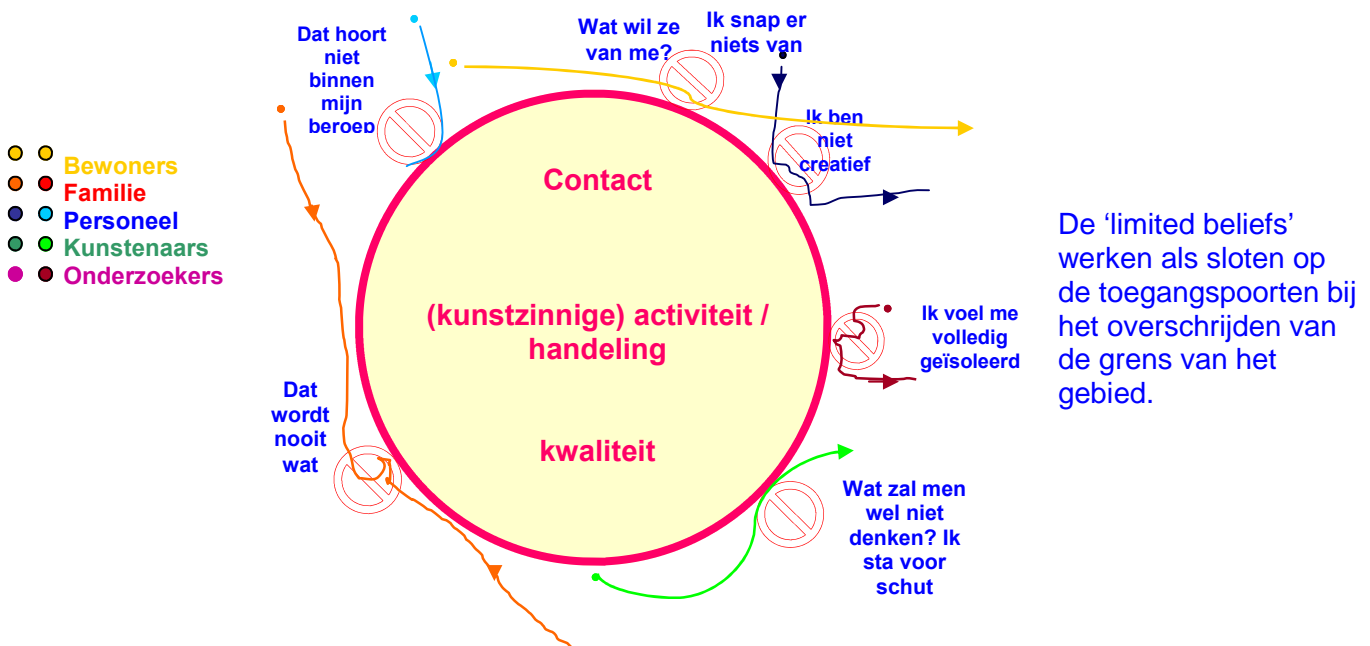 Dat hoort
niet
binnen
mijn
beroep
Wat wil ze
van me?
Ik snap er
niets van
Ik ben
niet
creatief
Bewoners
Familie
Personeel
Kunstenaars
Onderzoekers
Contact
(kunstzinnige) activiteit /
handeling
kwaliteit
Ik voel me
volledig
geïsoleerd
Dat
wordt
nooit
wat
Wat zal men
wel niet
denken? Ik
sta voor
schut
De ‘limited beliefs’
werken als sloten op
de toegangspoorten bij
het overschrijden van
de grens van het
gebied.